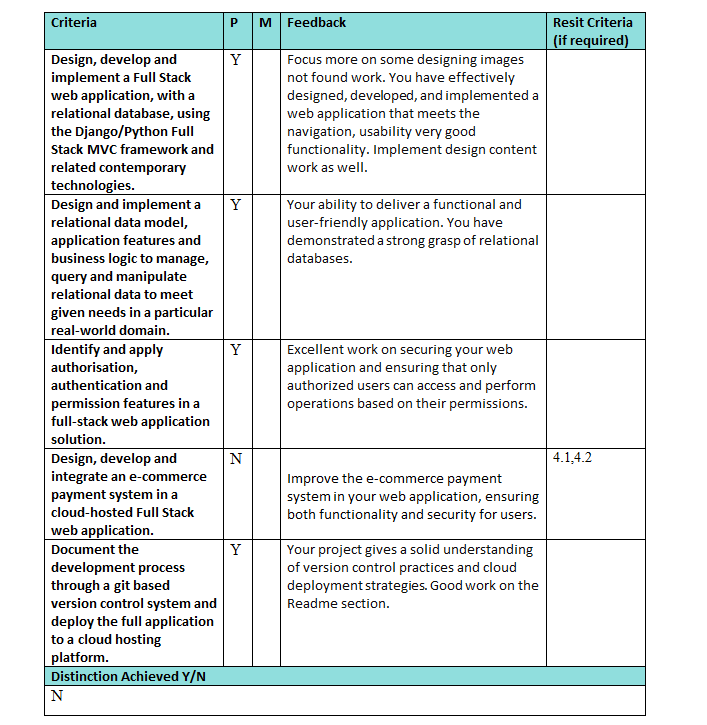 Criteria P M Feedback Resit Criteria
(if required)
Design, develop and
implement a Full Stack
web application, with a
relational database, using
the Django/Python Full
Stack MVC framework and
related contemporary
technologies.
Y
Focus more on some designing images
not found work. You have effectively
designed, developed, and implemented a
web application that meets the
navigation, usability very good
functionality. Implement design content
work as well.
Design and implement a
relational data model,
application features and
business logic to manage,
query and manipulate
relational data to meet
given needs in a particular
real-world domain.
Y
Your ability to deliver a functional and
user-friendly application. You have
demonstrated a strong grasp of relational
databases.
Identify and apply
authorisation,
authentication and
permission features in a
full-stack web application
solution.
Y
Excellent work on securing your web
application and ensuring that only
authorized users can access and perform
operations based on their permissions.
Design, develop and
integrate an e-commerce
payment system in a
cloud-hosted Full Stack
web application.
N
Improve the e-commerce payment
system in your web application, ensuring
both functionality and security for users.
4.1,4.2
Document the
development process
through a git based
version control system and
deploy the full application
to a cloud hosting
platform.
Y
Your project gives a solid understanding
of version control practices and cloud
deployment strategies. Good work on the
Readme section.
Distinction Achieved Y/N
N